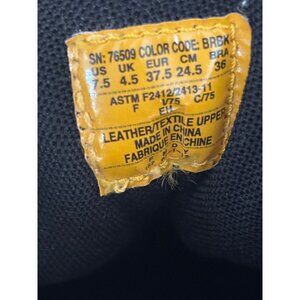 SN: 76509 COLOR CODE: BRBK
US UK EUR CM BRA
7.5 4.5 37.5 24.5 36
ASTM F2412/2413-11
F I/75 C/75
EH
LEATHER/TEXTILE UPPER
MADE IN CHINA
FABRIQUE EN CHINE